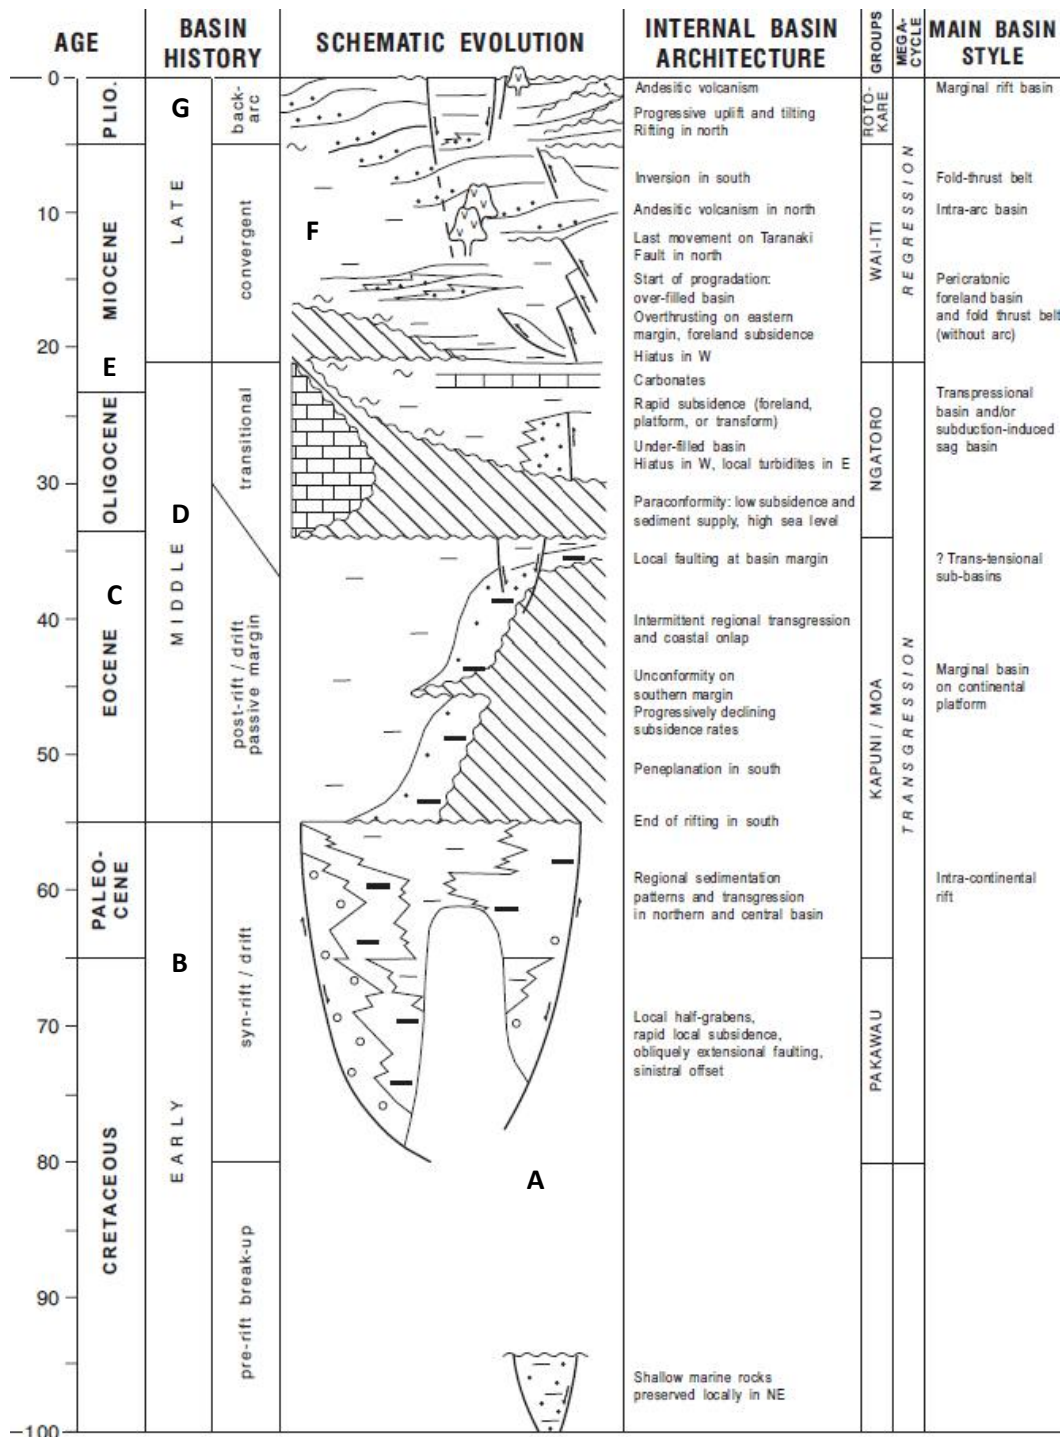 AGE
BASIN
HISTORY
SCHEMATIC EVOLUTION
INTERNAL BASIN
ARCHITECTURE
GROUPS
MEGA-
CYCLE
MAIN BASIN
STYLE
0
10
20
30
40
50
60
70
80
90
100
PLIO.
MIOCENE
E
OLIGOCENE
C
EOCENE
PALEO-
CENE
CRETACEOUS
G
LATE
D
MIDDLE
B
EARLY
back-
arc
convergent
transitional
post-rift / drift
passive margin
syn-rift / drift
pre-rift break-up
F
A
V V
V
V V
V V
V
Andesitic volcanism
Progressive uplift and tilting
Rifting in north
Inversion in south
Andesitic volcanism in north
Last movement on Taranaki
Fault in north
Start of progradation:
over-filled basin
Overthrusting on eastern
margin, foreland subsidence
Hiatus in W
Carbonates
Rapid subsidence (foreland,
platform, or transform)
Under-filled basin
Hiatus in W, local turbidites in E
Paraconformity: low subsidence and
sediment supply, high sea level
Local faulting at basin margin
Intermittent regional transgression
and coastal onlap
Unconformity on
southern margin
Progressively declining
subsidence rates
Peneplanation in south
End of rifting in south
Regional sedimentation
patterns and transgression
in northern and central basin
Local half-grabens,
rapid local subsidence,
obliquely extensional faulting,
sinistral offset
Shallow marine rocks
preserved locally in NE
ROTO-
KARE
WAI-ITI
NGATORO
KAPUNI / MOA
PAKAWAU
REGRESSION
TRANSGRESSION
Marginal rift basin
Fold-thrust belt
Intra-arc basin
Pericratonic
foreland basin
and fold thrust belt
(without arc)
Transpressional
basin and/or
subduction-induced
sag basin
? Trans-tensional
sub-basins
Marginal basin
on continental
platform
Intra-continental
rift